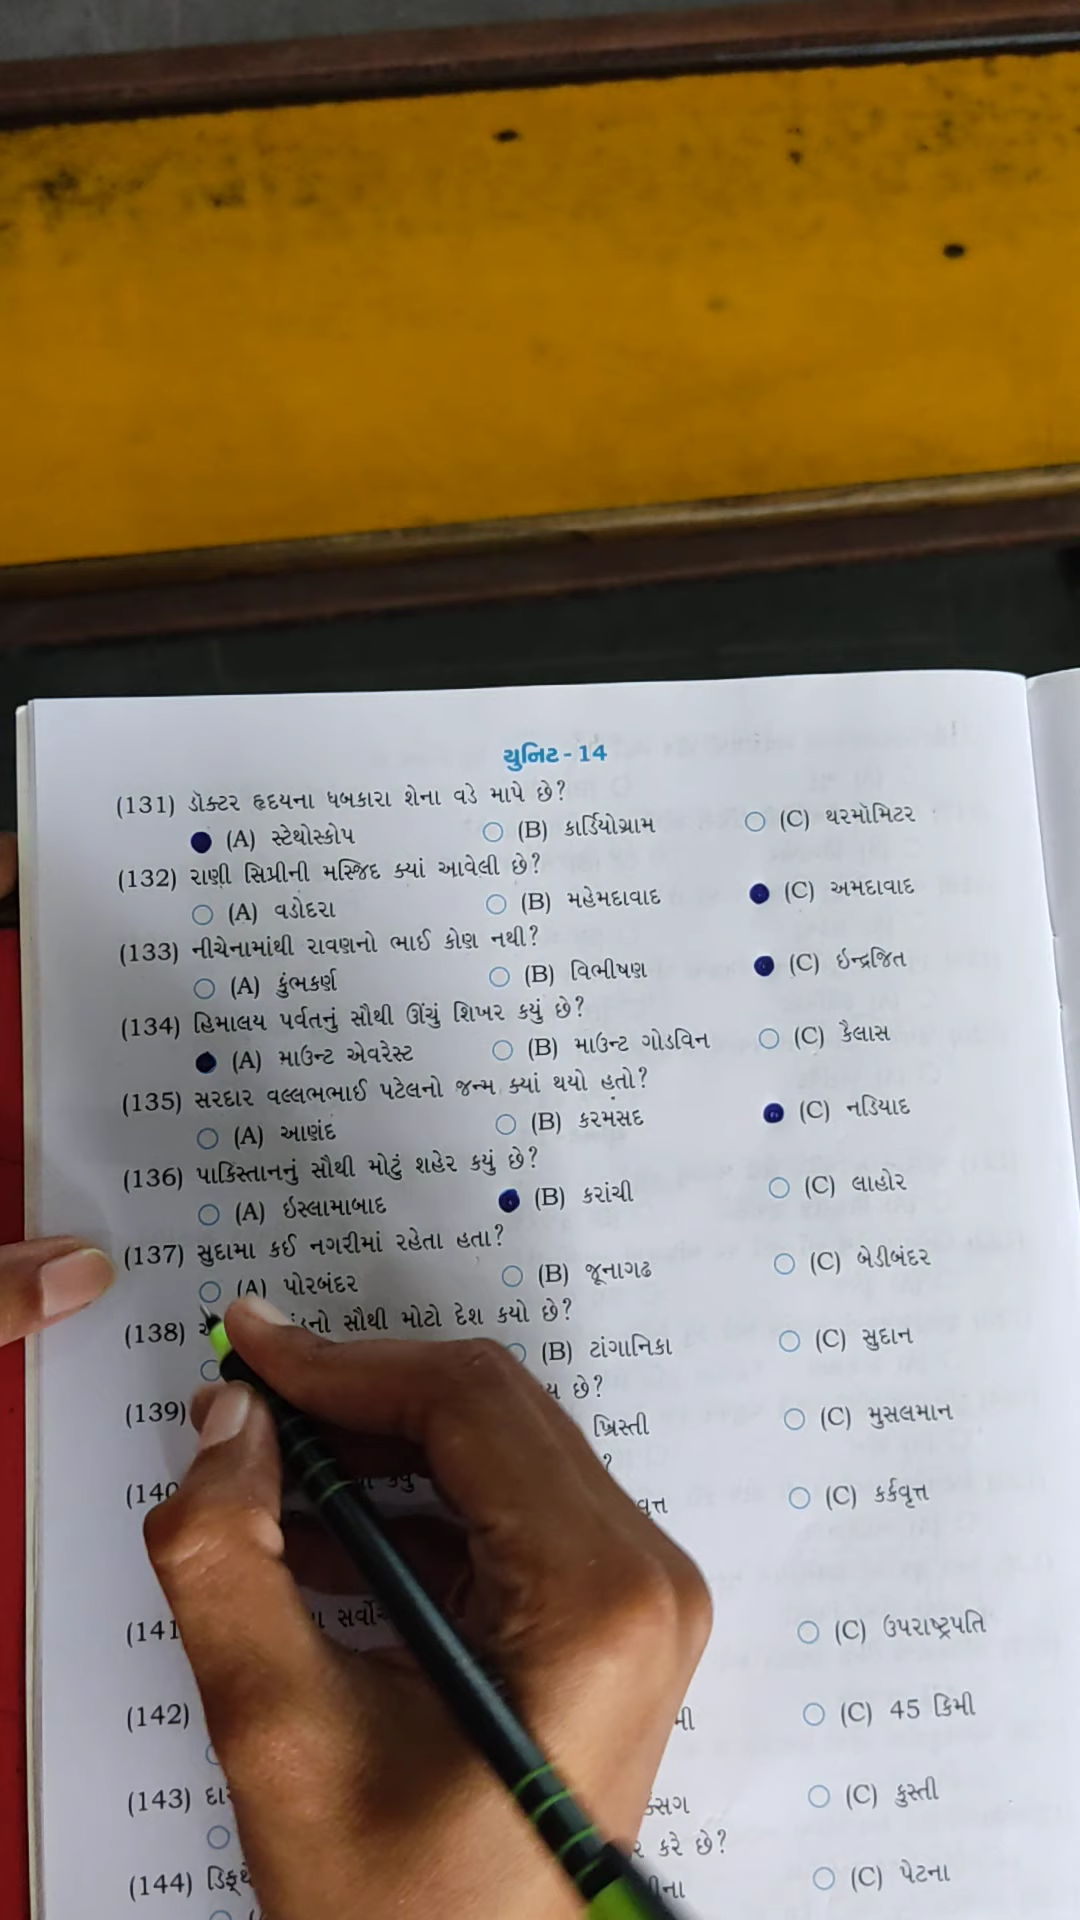 યુનિટ - 14
(131) ડૉક્ટર હૃદયના ધબકારા શેના વડે માપે છે?
(A) સ્ટેથોસ્કોપ (B) કાર્ડિયોગ્રામ (C) થરમૉમિટર
(132) રાણી સિપ્રીની મસ્જિદ ક્યાં આવેલી છે?
(A) વડોદરા (B) મહેમદાવાદ (C) અમદાવાદ
(133) નીચેનામાંથી રાવણનો ભાઈ કોણ નથી?
(A) કુંભકર્ણ (B) વિભીષણ (C) ઇન્દ્રજિત
(134) હિમાલય પર્વતનું સૌથી ઊંચું શિખર કયું છે?
(A) માઉન્ટ એવરેસ્ટ (B) માઉન્ટ ગોડવિન (C) કૈલાસ
(135) સરદાર વલ્લભભાઈ પટેલનો જન્મ ક્યાં થયો હતો?
(A) આણંદ (B) કરમસદ (C) નડિયાદ
(136) પાકિસ્તાનનું સૌથી મોટું શહેર કયું છે?
(A) ઇસ્લામાબાદ (B) કરાંચી (C) લાહોર
(137) સુદામા કઈ નગરીમાં રહેતા હતા?
(A) પોરબંદર (B) જૂનાગઢ (C) બેડીબંદર
(138) સૌથી મોટો દેશ કયો છે?
(B) ટાંગાનિકા (C) સુદાન
(139) છે?
ખ્રિસ્તી (C) મુસલમાન
(C) કર્કવૃત્ત
(C) ઉપરાષ્ટ્રપતિ
(142)
(C) 45 કિમી
(143)
(C) કુસ્તી
(144) કરે છે?
(C) પેટના